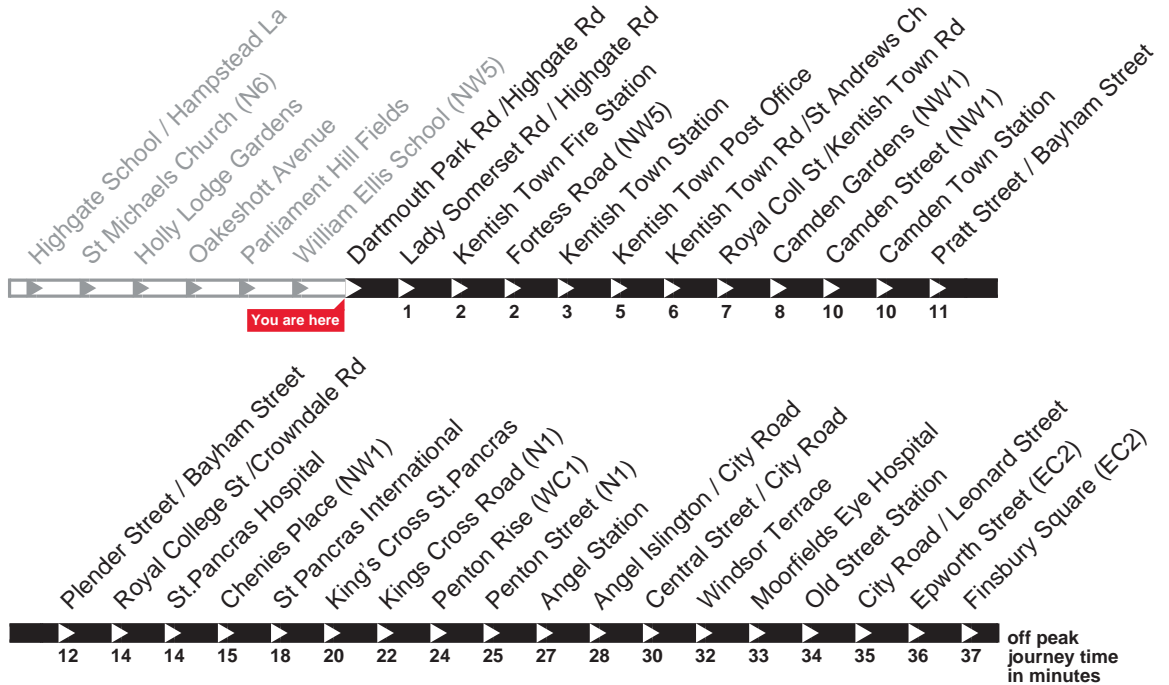 Highgate School / Hampstead La
St Michaels Church (N6)
Holly Lodge Gardens
Oakeshott Avenue
Parliament Hill Fields
William Ellis School (NW5)
Dartmouth Park Rd /Highgate Rd
Lady Somerset Rd / Highgate Rd
Kentish Town Fire Station
Fortess Road (NW5)
Kentish Town Station
Kentish Town Post Office
Kentish Town Rd /St Andrews Ch
Royal Coll St /Kentish Town Rd
Camden Gardens (NW1)
Camden Street (NW1)
Camden Town Station
Pratt Street / Bayham Street
You are here
1 2 2 3 5 6 7 8 10 10 11
Plender Street / Bayham Street
Royal College St /Crowndale Rd
St.Pancras Hospital
Chenies Place (NW1)
St Pancras International
King's Cross St.Pancras
Kings Cross Road (N1)
Penton Rise (WC1)
Penton Street (N1)
Angel Station
Angel Islington / City Road
Central Street / City Road
Windsor Terrace
Moorfields Eye Hospital
Old Street Station
City Road / Leonard Street
Epworth Street (EC2)
Finsbury Square (EC2)
12 14 14 15 18 20 22 24 25 27 28 30 32 33 34 35 36 37
off peak
journey time
in minutes